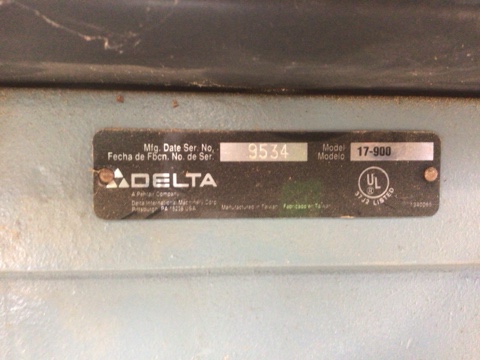 Mfg. Date Ser. No. 9534 Model 17-900
Fecha de Fbcn. No. de Ser. Modelo
DELTA
A Pentair Company
Delta International Machinery Corp.
Pittsburgh, PA 15238 USA
Manufactured in Taiwan Fabricado en Taiwan
UL
LISTED